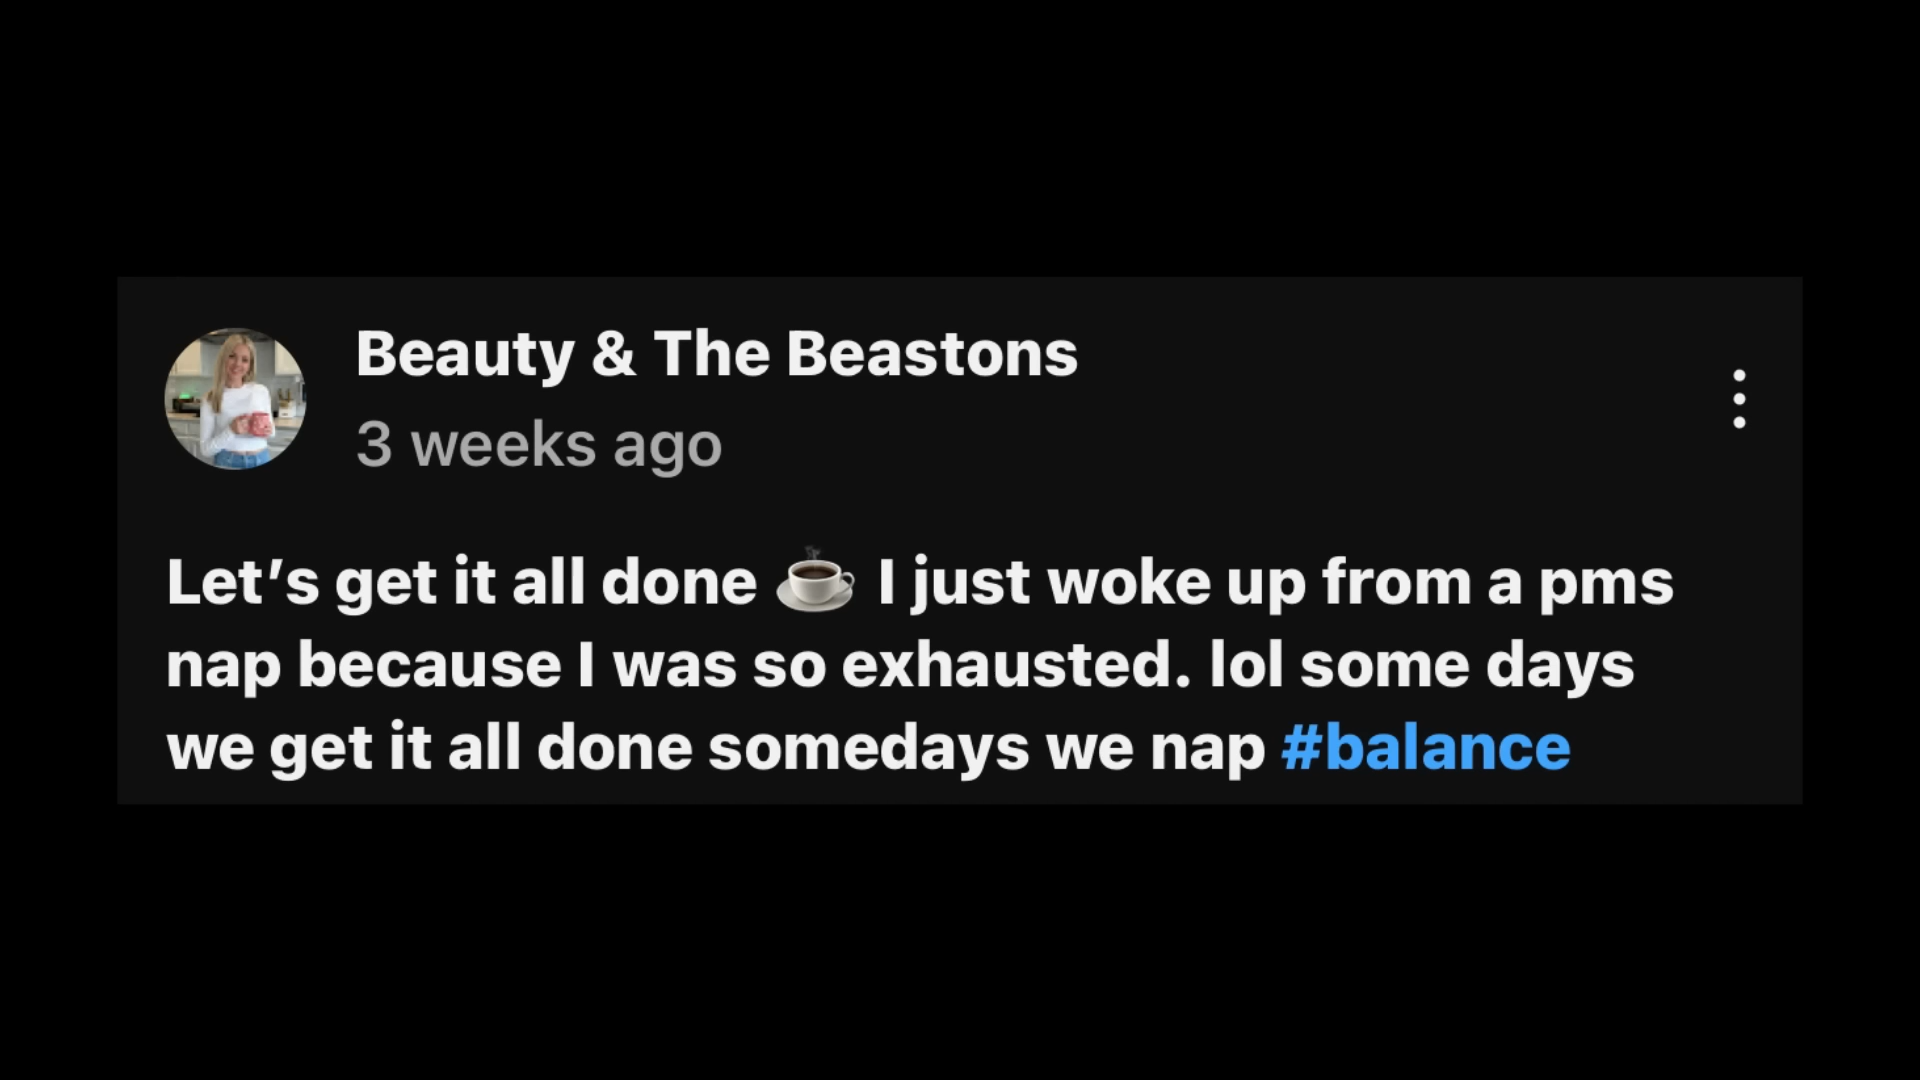 Beauty & The Beastons
3 weeks ago
Let’s get it all done ☕ I just woke up from a pms
nap because I was so exhausted. lol some days
we get it all done somedays we nap #balance